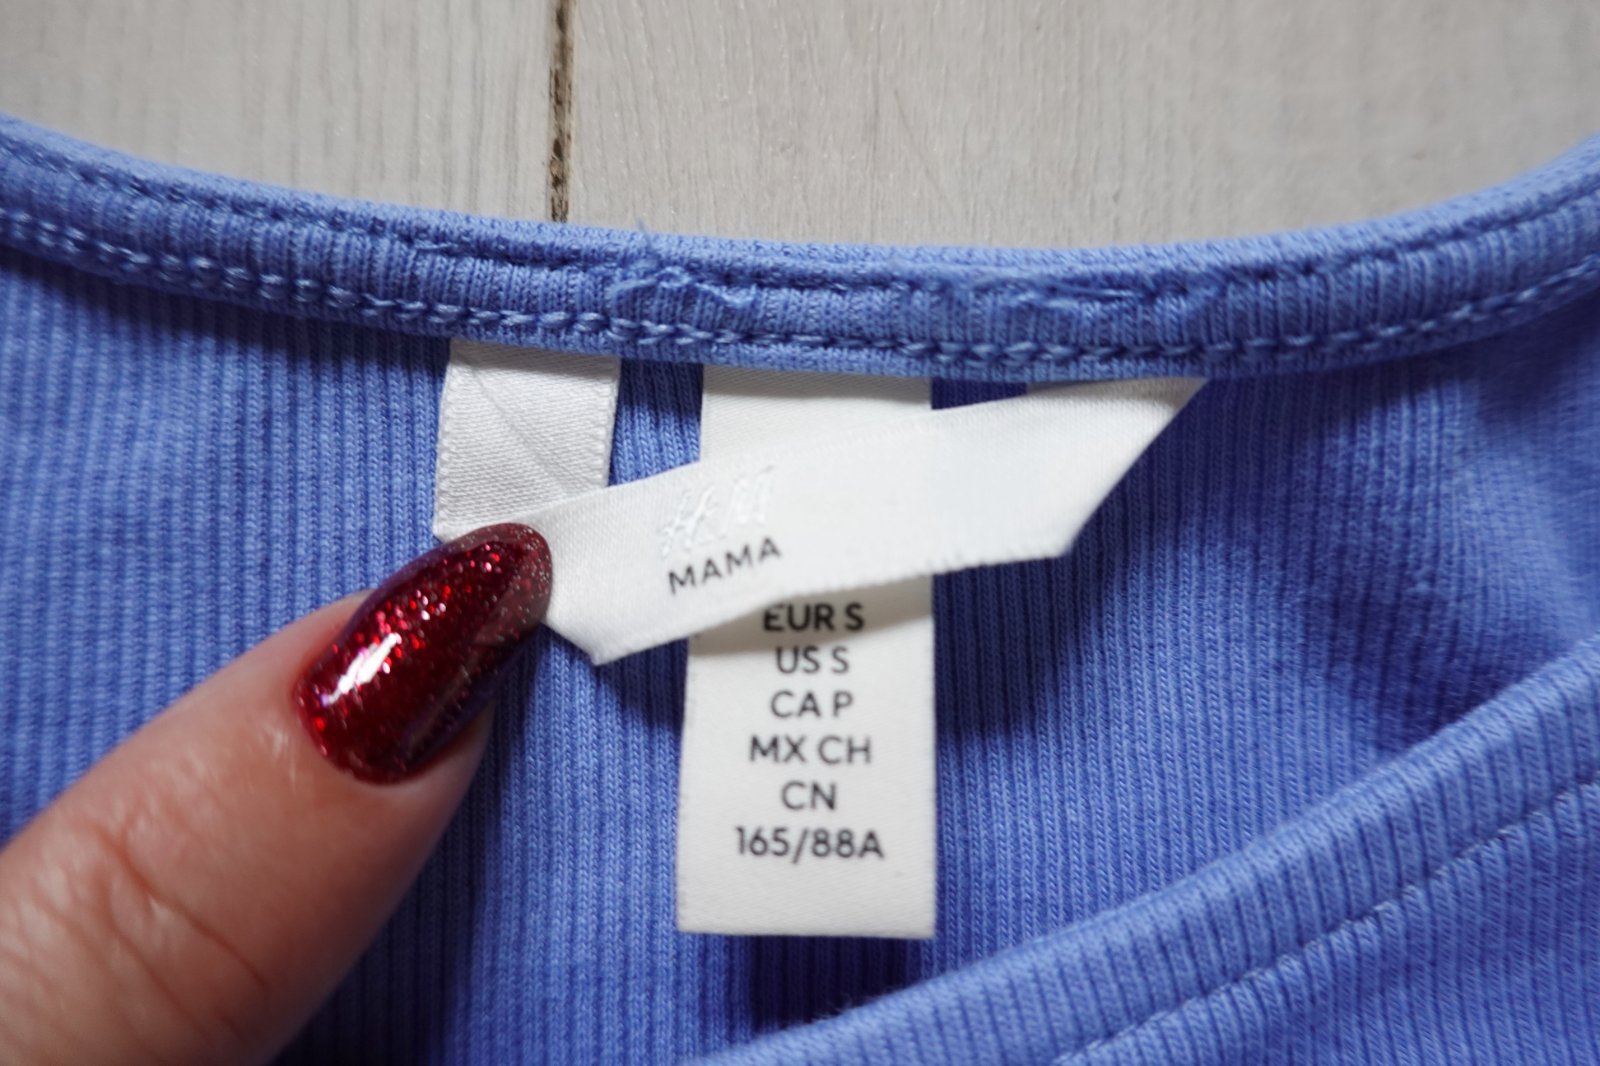 H&M
MAMA
EUR S
US S
CA P
MX CH
CN
165/88A